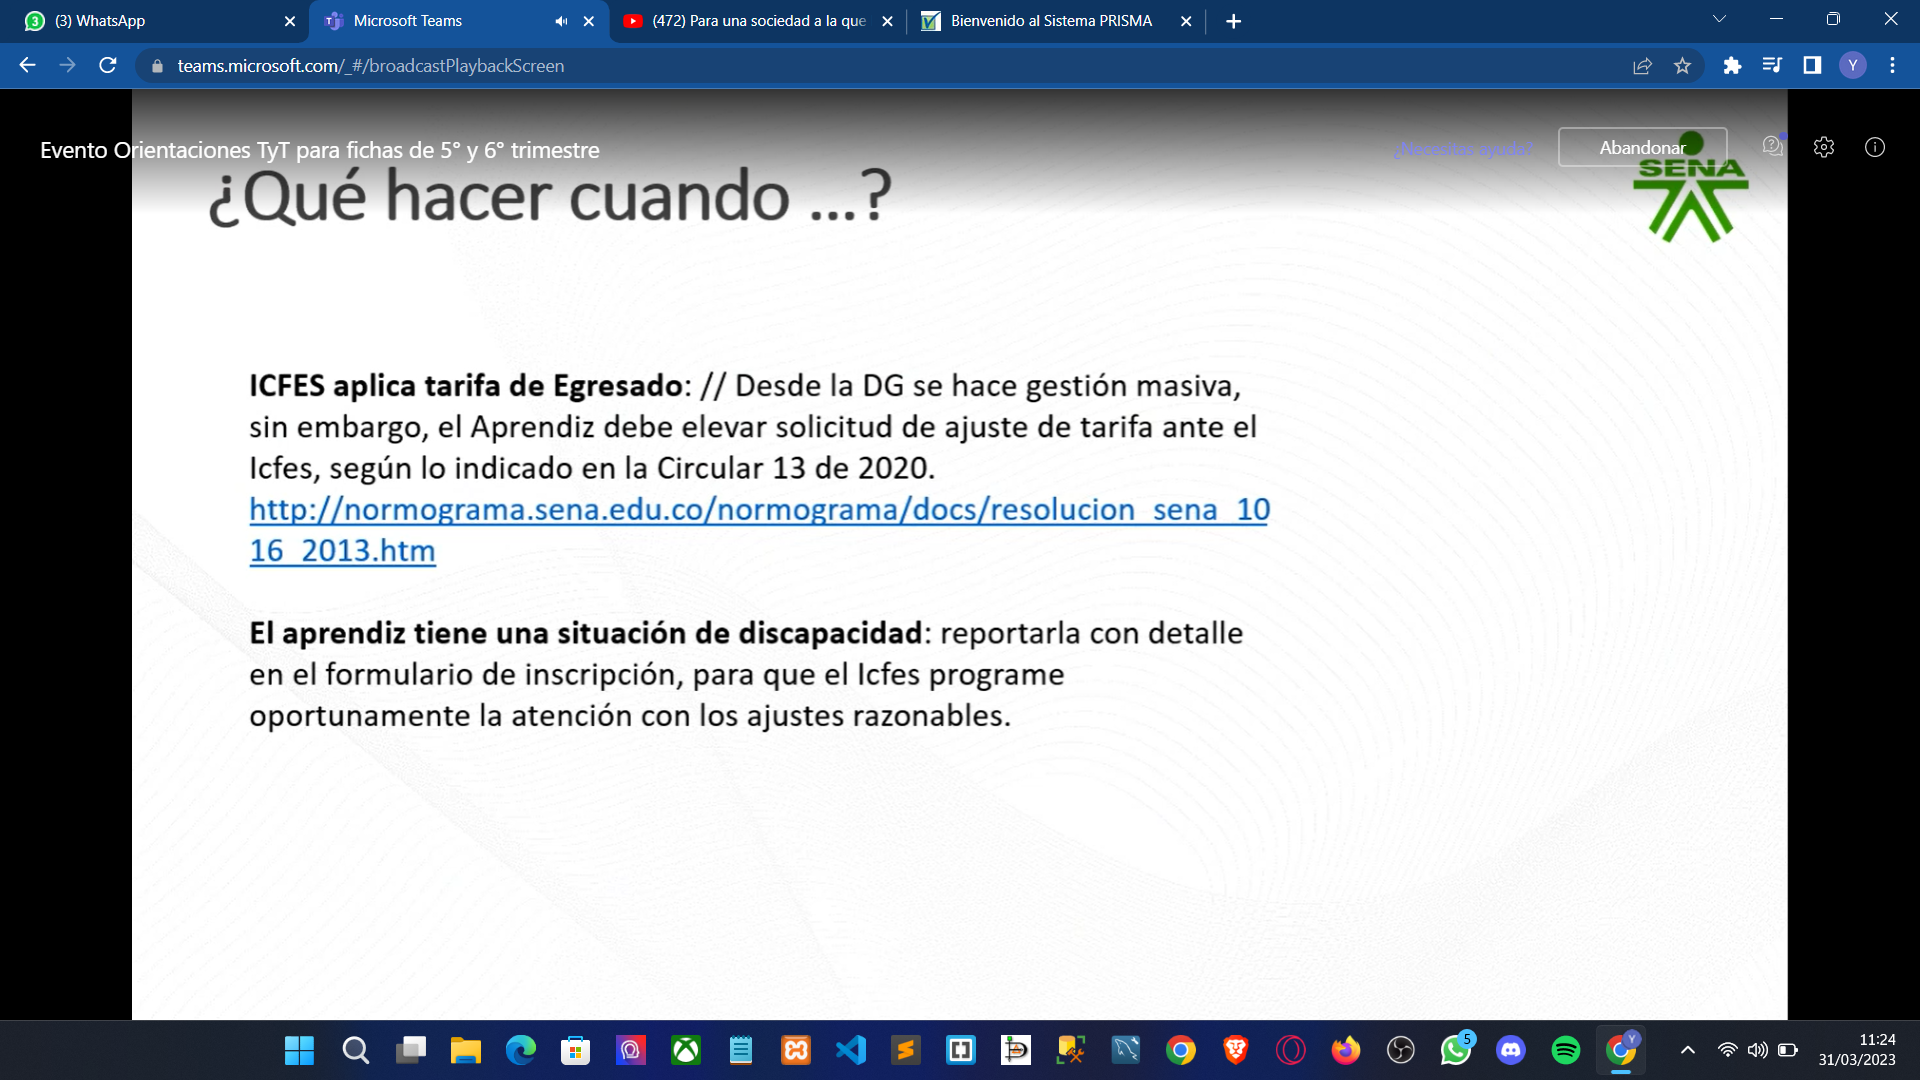 (3) WhatsApp
Microsoft Teams
(472) Para una sociedad a la que
Bienvenido al Sistema PRISMA
teams.microsoft.com/_#/broadcastPlaybackScreen
Y
Evento Orientaciones TyT para fichas de 5° y 6° trimestre
¿Necesitas ayuda?
Abandonar
SENA
¿Qué hacer cuando ...?
ICFES aplica tarifa de Egresado: // Desde la DG se hace gestión masiva,
sin embargo, el Aprendiz debe elevar solicitud de ajuste de tarifa ante el
Icfes, según lo indicado en la Circular 13 de 2020.
http://normograma.sena.edu.co/normograma/docs/resolucion_sena_10
16_2013.htm
El aprendiz tiene una situación de discapacidad: reportarla con detalle
en el formulario de inscripción, para que el Icfes programe
oportunamente la atención con los ajustes razonables.
5
Y
11:24
31/03/2023